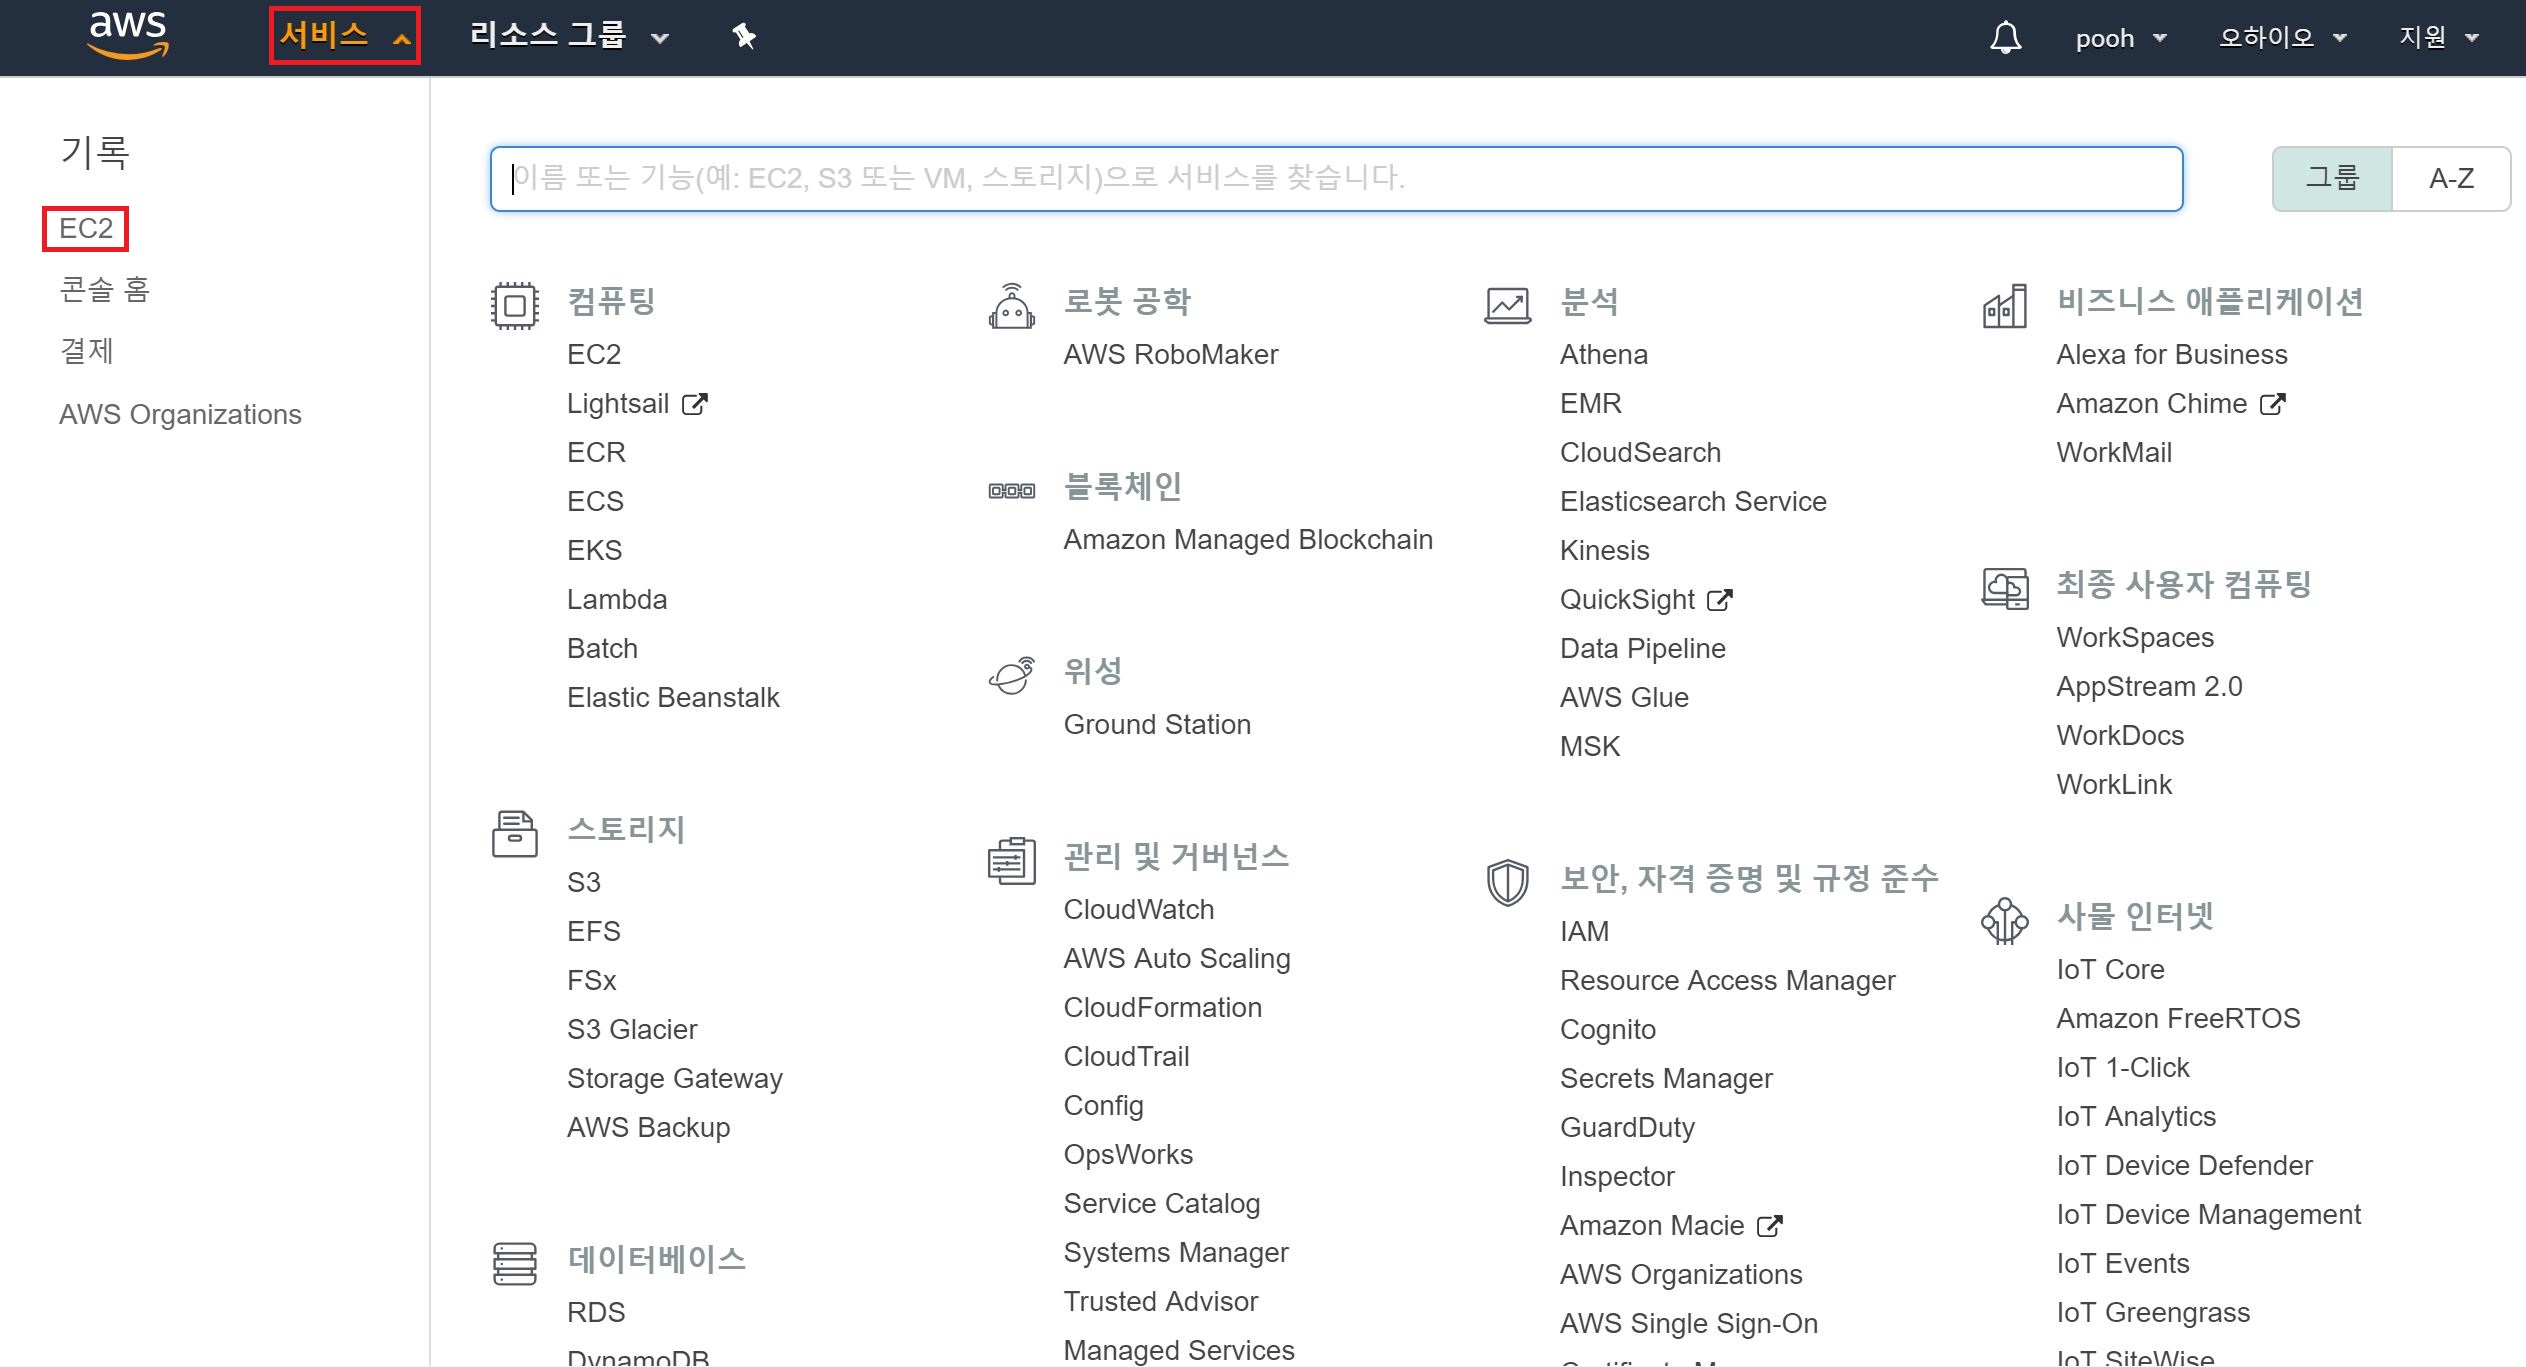 aws
서비스
리소스 그룹
pooh
오하이오
지원
기록
EC2
콘솔 홈
결제
AWS Organizations
이름 또는 기능(예: EC2, S3 또는 VM, 스토리지)으로 서비스를 찾습니다.
그룹
A-Z
컴퓨팅
EC2
Lightsail
ECR
ECS
EKS
Lambda
Batch
Elastic Beanstalk
스토리지
S3
EFS
FSx
S3 Glacier
Storage Gateway
AWS Backup
데이터베이스
RDS
DynamoDB
로봇 공학
AWS RoboMaker
블록체인
Amazon Managed Blockchain
위성
Ground Station
관리 및 거버넌스
CloudWatch
AWS Auto Scaling
CloudFormation
CloudTrail
Config
OpsWorks
Service Catalog
Systems Manager
Trusted Advisor
Managed Services
분석
Athena
EMR
CloudSearch
Elasticsearch Service
Kinesis
QuickSight
Data Pipeline
AWS Glue
MSK
보안, 자격 증명 및 규정 준수
IAM
Resource Access Manager
Cognito
Secrets Manager
GuardDuty
Inspector
Amazon Macie
AWS Organizations
AWS Single Sign-On
비즈니스 애플리케이션
Alexa for Business
Amazon Chime
WorkMail
최종 사용자 컴퓨팅
WorkSpaces
AppStream 2.0
WorkDocs
WorkLink
사물 인터넷
IoT Core
Amazon FreeRTOS
IoT 1-Click
IoT Analytics
IoT Device Defender
IoT Device Management
IoT Events
IoT Greengrass
IoT SiteWise